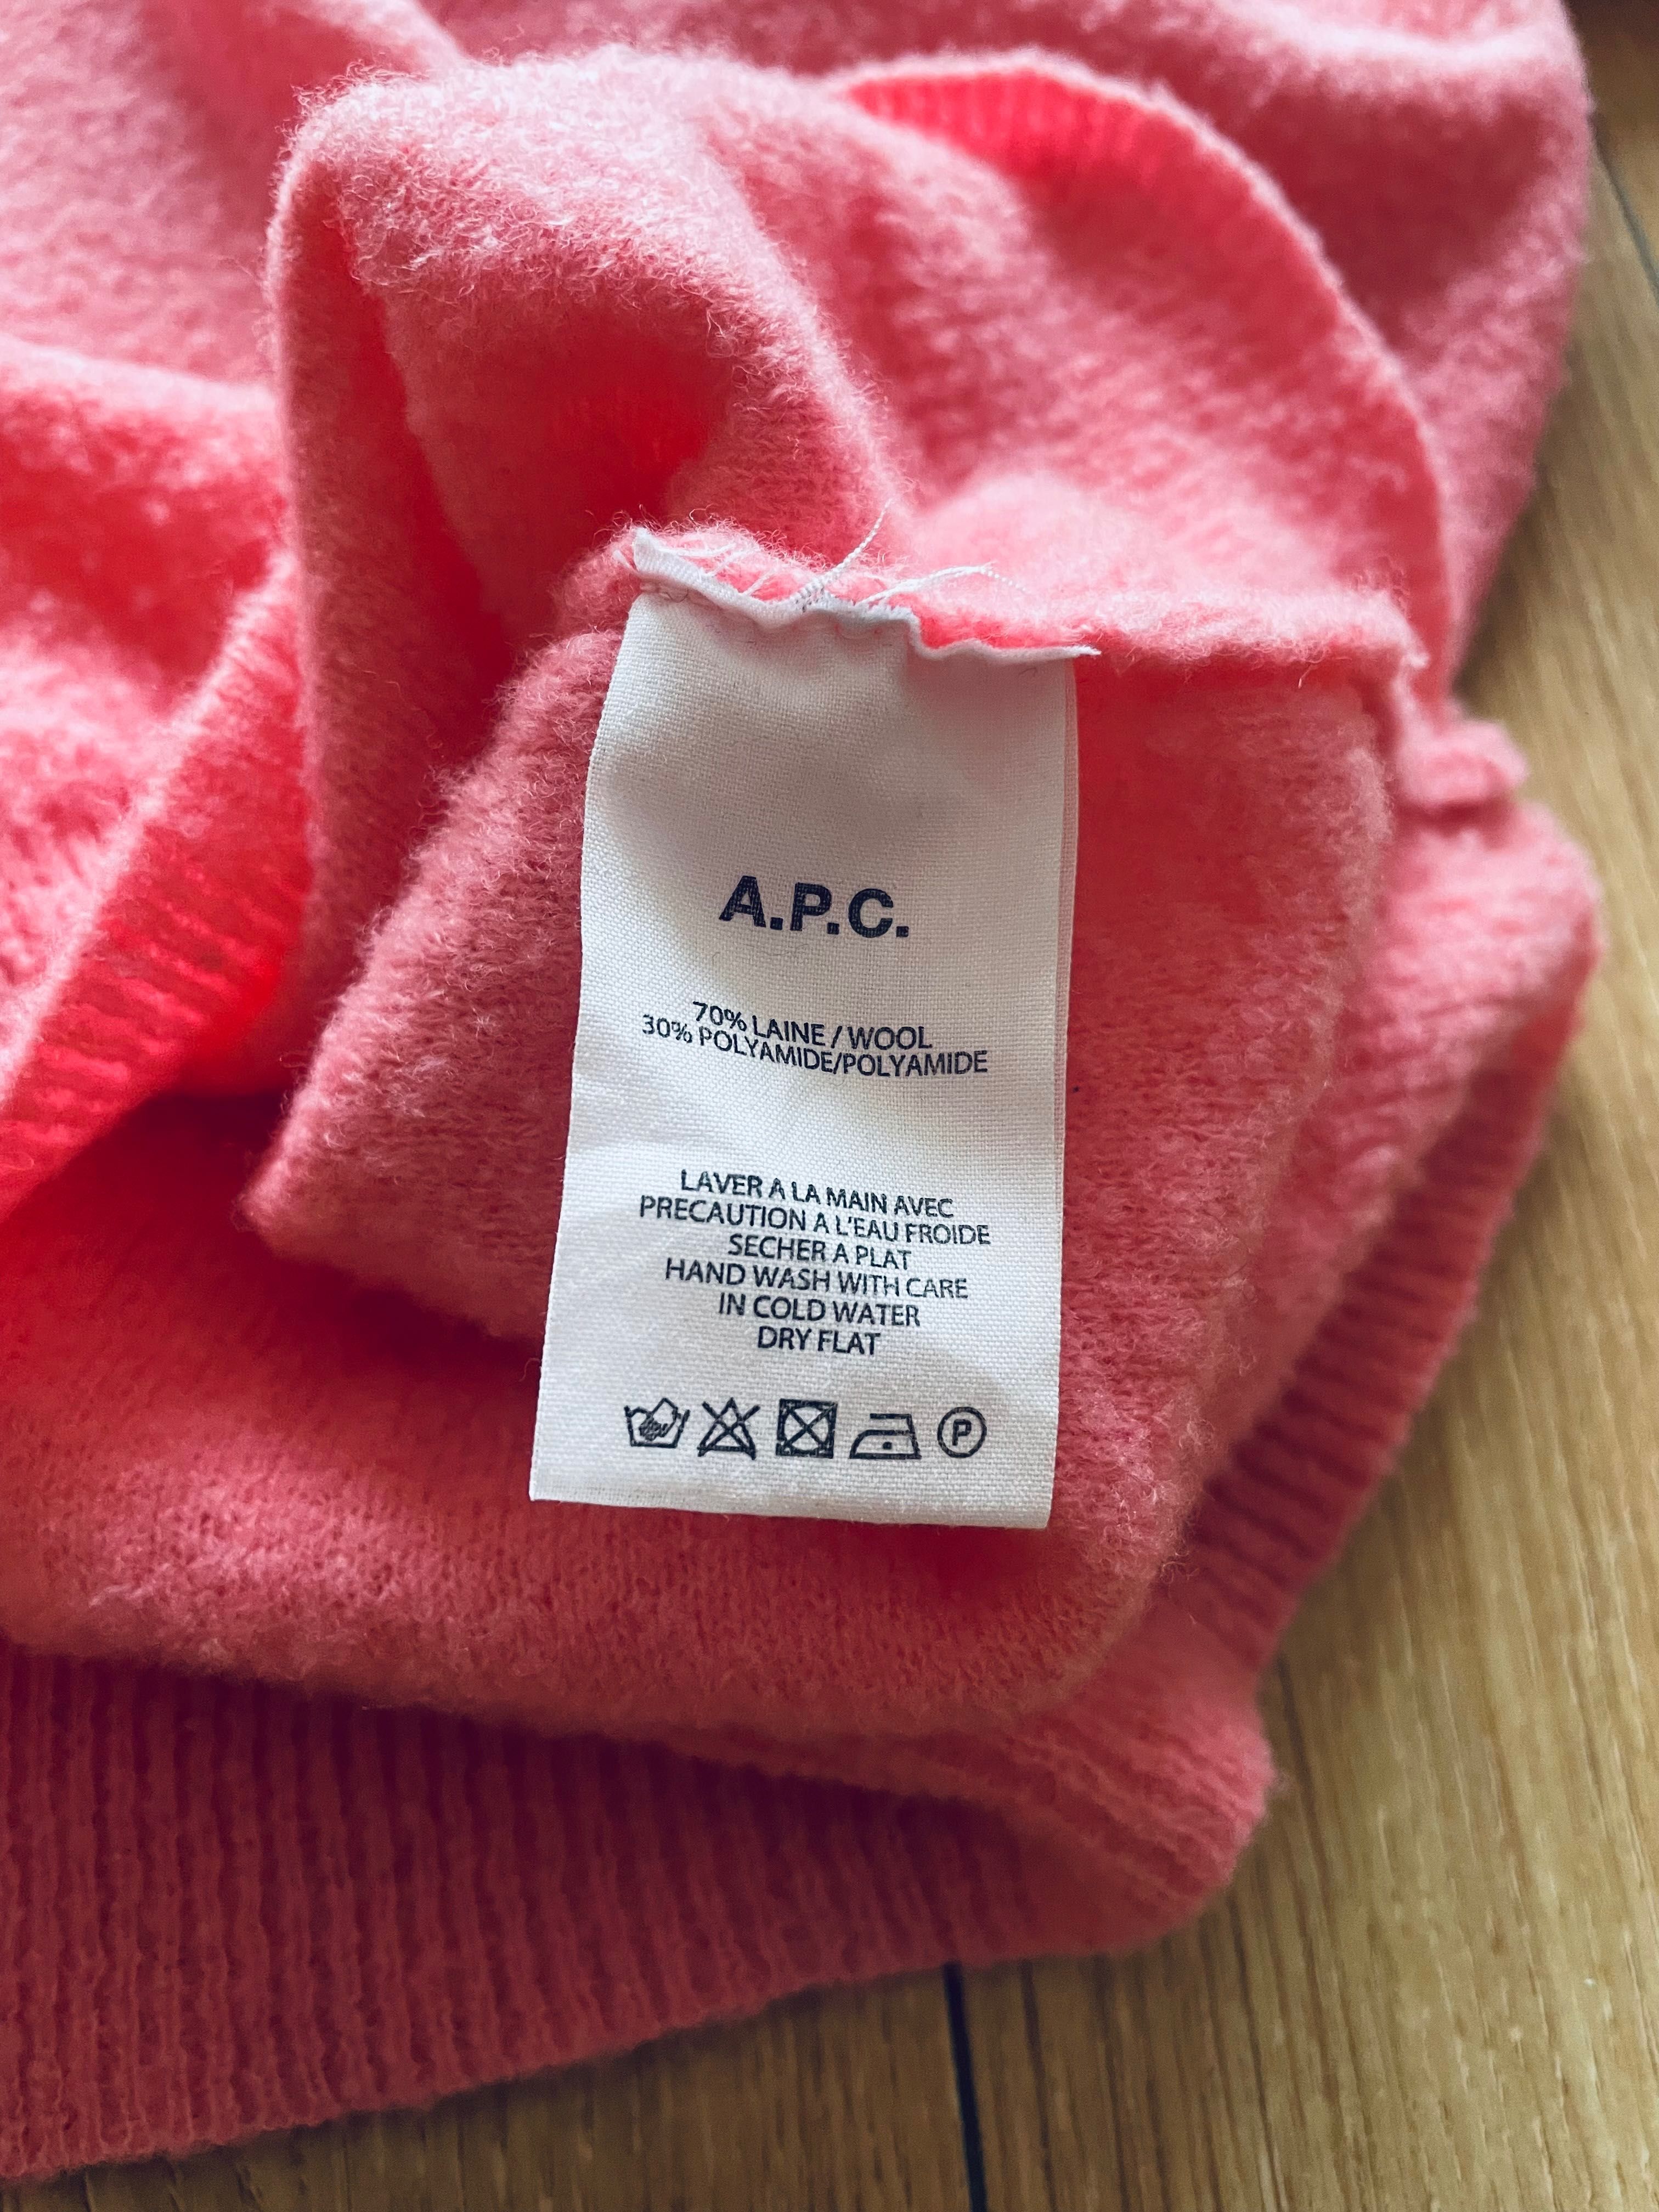 A.P.C.
70% LAINE / WOOL
30% POLYAMIDE/POLYAMIDE
LAVER A LA MAIN AVEC
PRECAUTION A L'EAU FROIDE
SECHER A PLAT
HAND WASH WITH CARE
IN COLD WATER
DRY FLAT
P